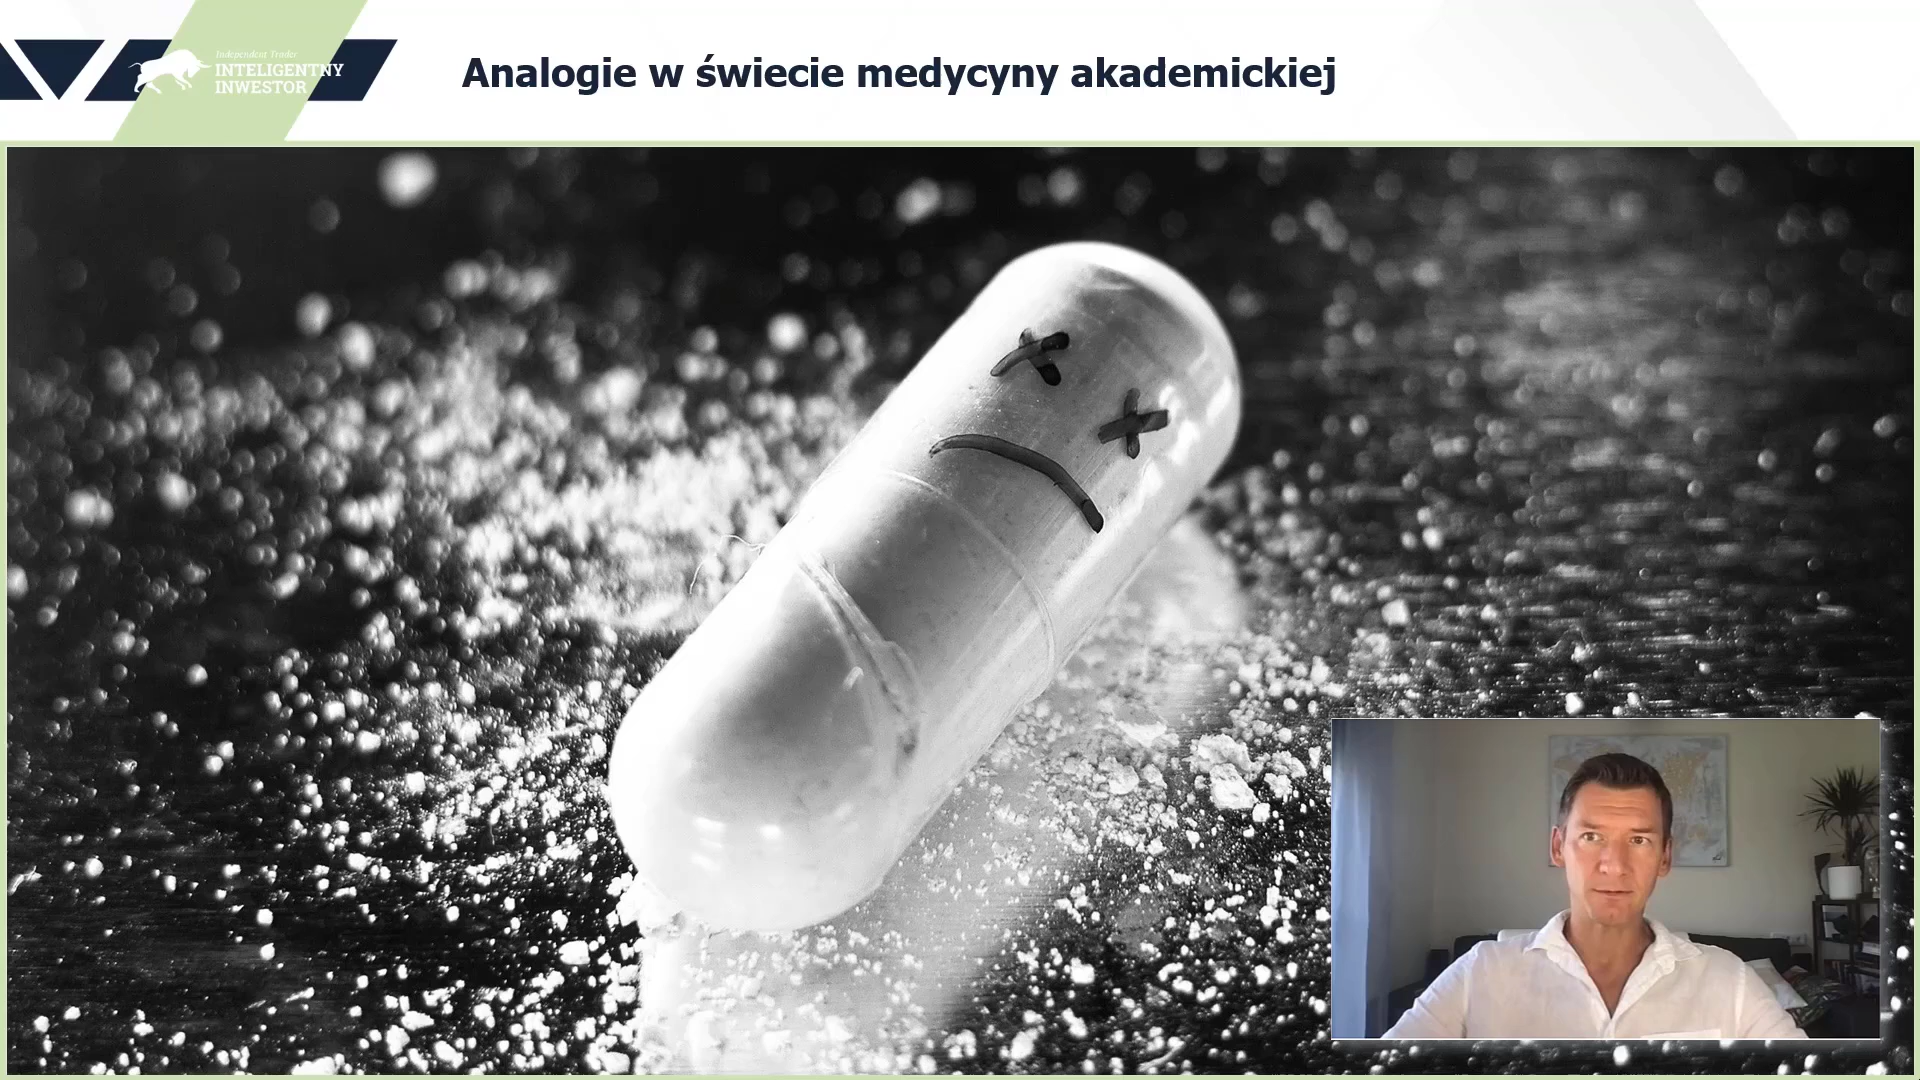 Independent Trader
INTELIGENTNY
INWESTOR
Analogie w świecie medycyny akademickiej